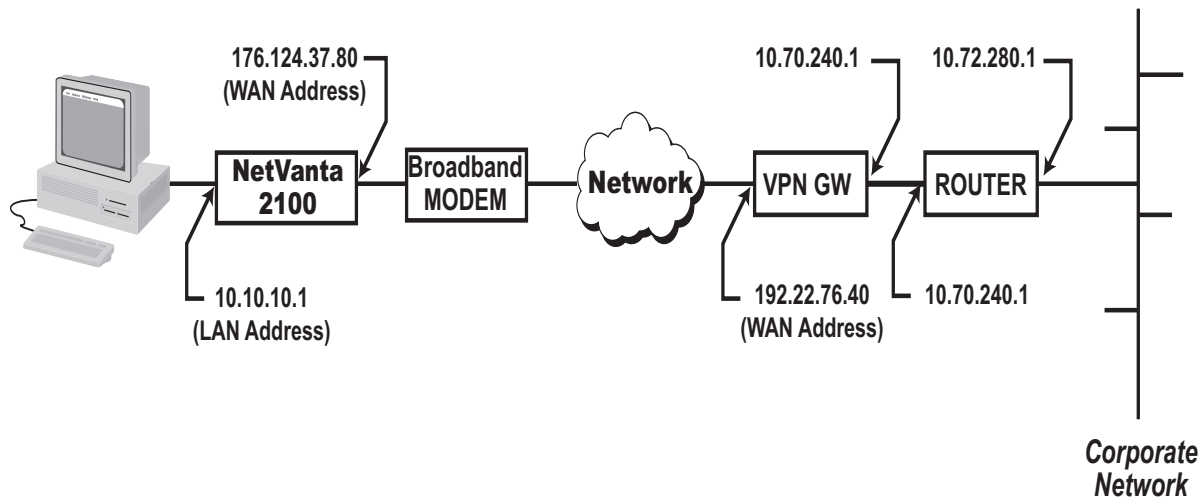 176.124.37.80
(WAN Address)
10.70.240.1
10.72.280.1
NetVanta
2100
Broadband
MODEM
Network
VPN GW
ROUTER
10.10.10.1
(LAN Address)
192.22.76.40
(WAN Address)
10.70.240.1
Corporate
Network